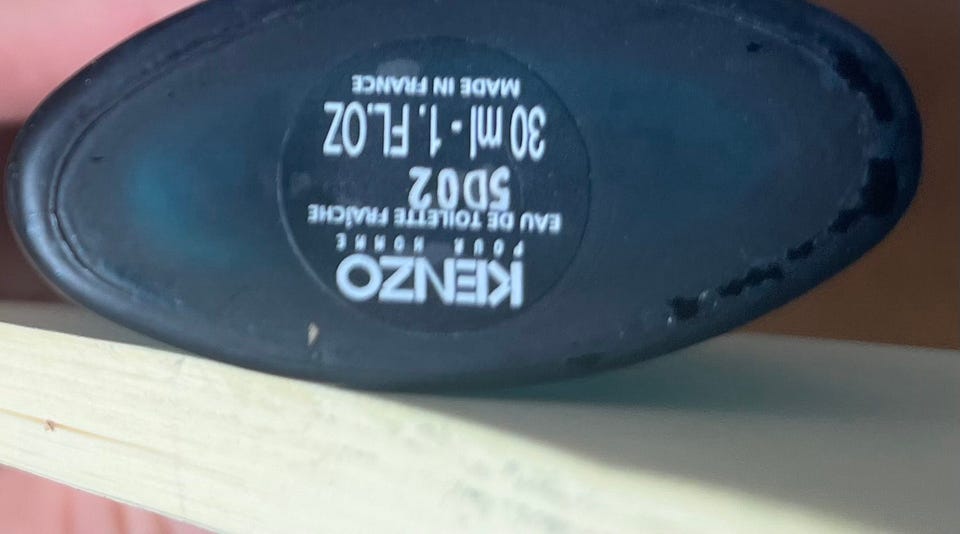 KENZO
POUR HOMME
EAU DE TOILETTE FRAÎCHE
5D02
30 ml - 1. FL.OZ
MADE IN FRANCE